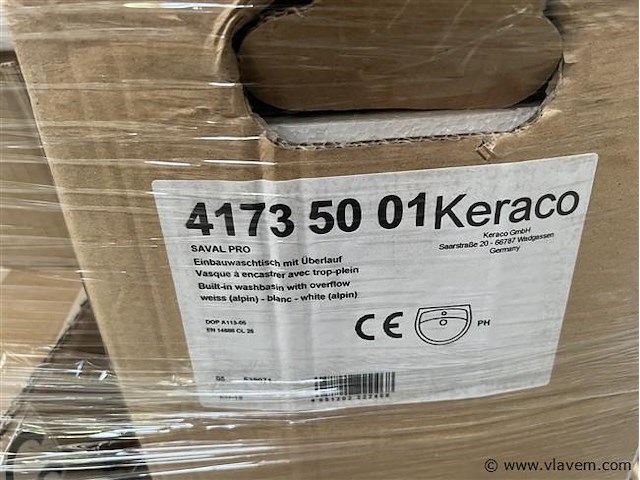 4173 50 01 Keraco
Keraco GmbH
Saarstraße 20 - 66787 Wadgassen
Germany
SAVAL PRO
Einbauwaschtisch mit Überlauf
Vasque à encastrer avec trop-plein
Built-in washbasin with overflow
weiss (alpin) - blanc - white (alpin)
DOP A113-05
EN 14688 CL 25
CE
PH
© www.vlavem.com